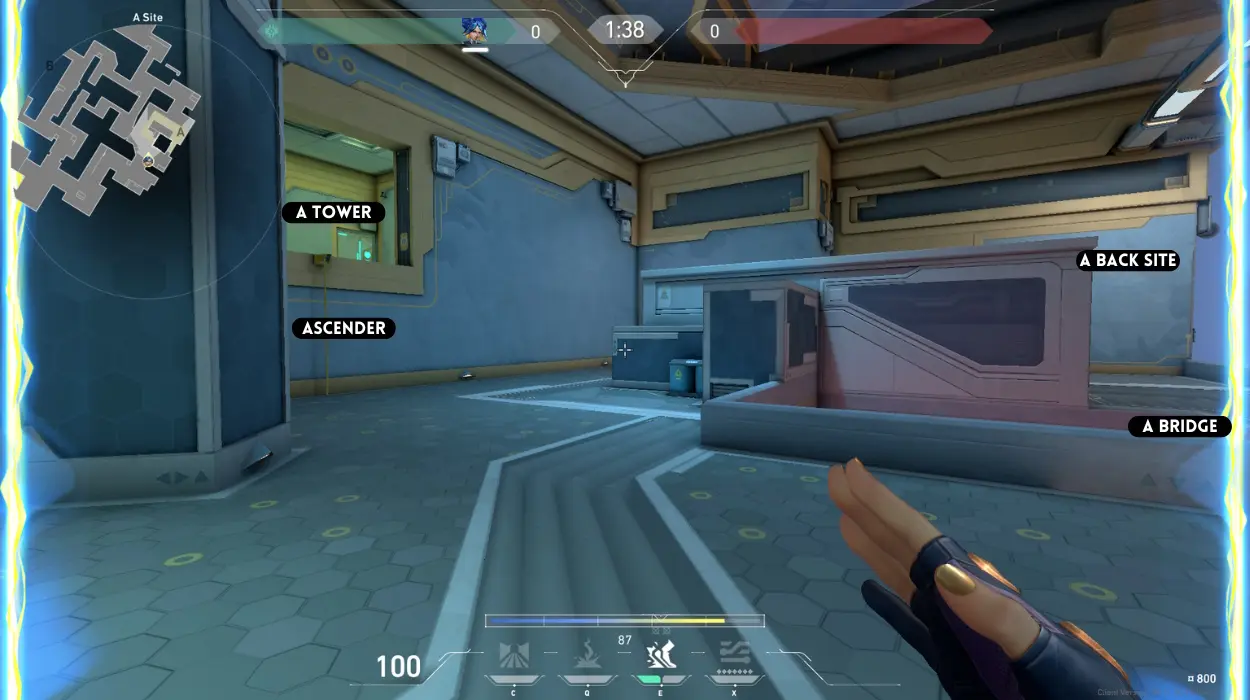 A Site
B
A
0
1:38
0
A TOWER
A BACK SITE
ASCENDER
A BRIDGE
87
100
C
Q
E
X
¤ 800